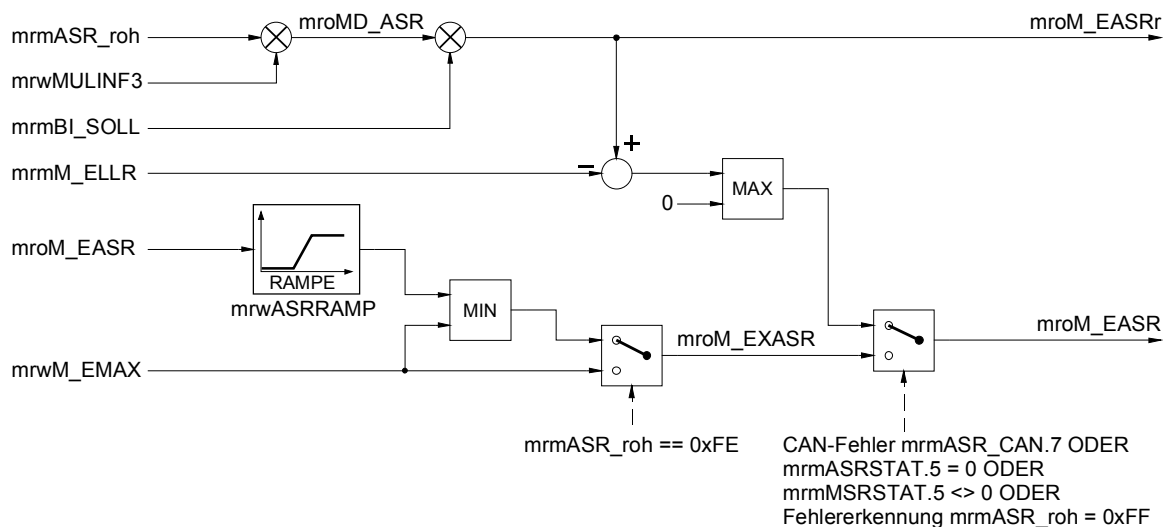 mrmASR_roh
mroMD_ASR
mroM_EASRr
mrwMULINF3
mrmBI_SOLL
+
mrmM_ELLR
–
MAX
0
mroM_EASR
RAMPE
mrwASRRAMP
MIN
mroM_EXASR
mroM_EASR
mrwM_EMAX
mrmASR_roh == 0xFE
CAN-Fehler mrmASR_CAN.7 ODER
mrmASRSTAT.5 = 0 ODER
mrmMSRSTAT.5 <> 0 ODER
Fehlererkennung mrmASR_roh = 0xFF